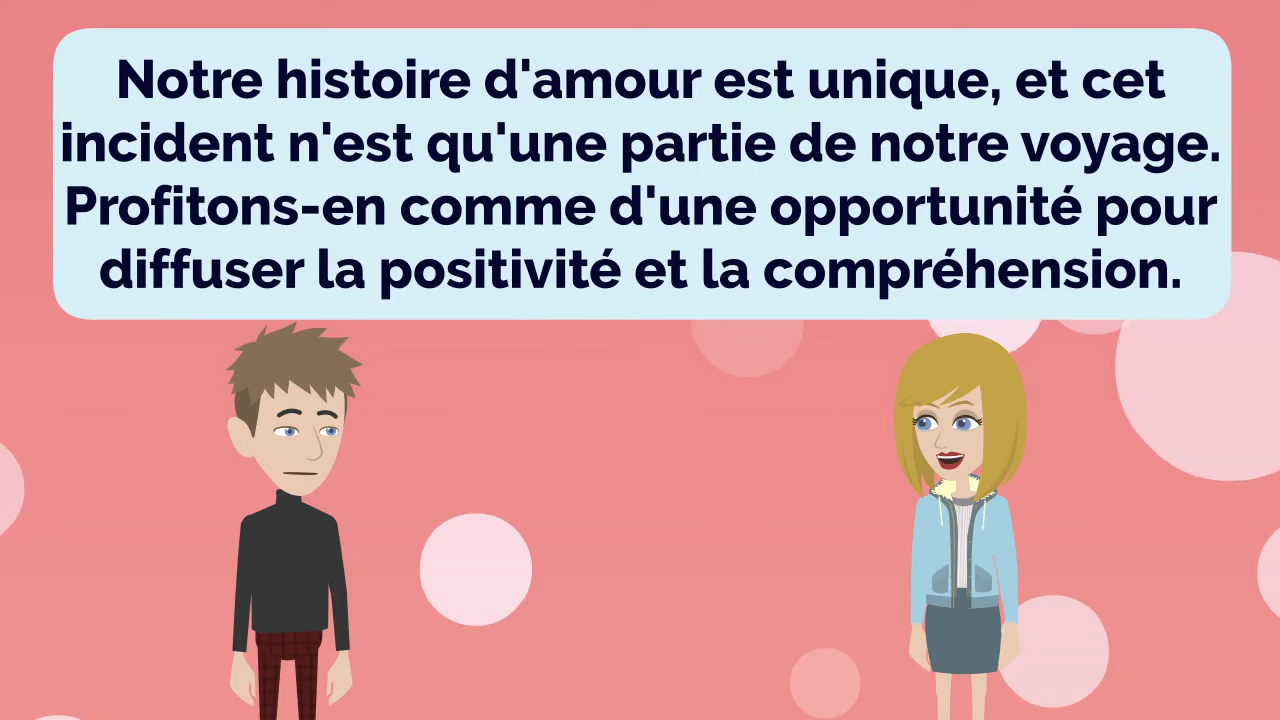 Notre histoire d'amour est unique, et cet
incident n'est qu'une partie de notre voyage.
Profitons-en comme d'une opportunité pour
diffuser la positivité et la compréhension.